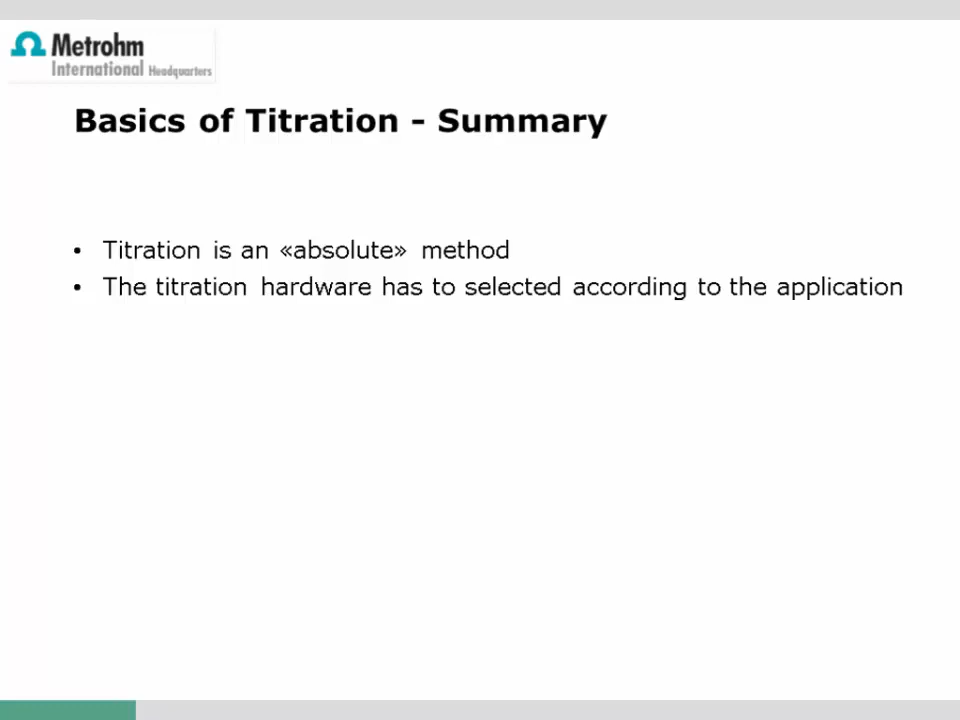 Metrohm
International Headquarters
Basics of Titration - Summary
• Titration is an «absolute» method
• The titration hardware has to selected according to the application